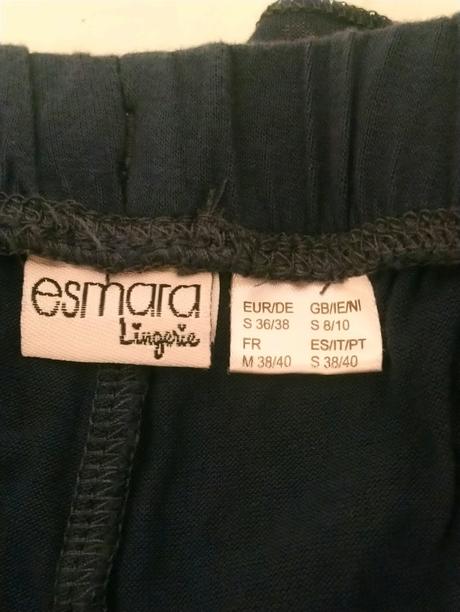 esmara
Lingerie
EUR/DE GB/IE/NI
S 36/38 S 8/10
FR ES/IT/PT
M 38/40 S 38/40